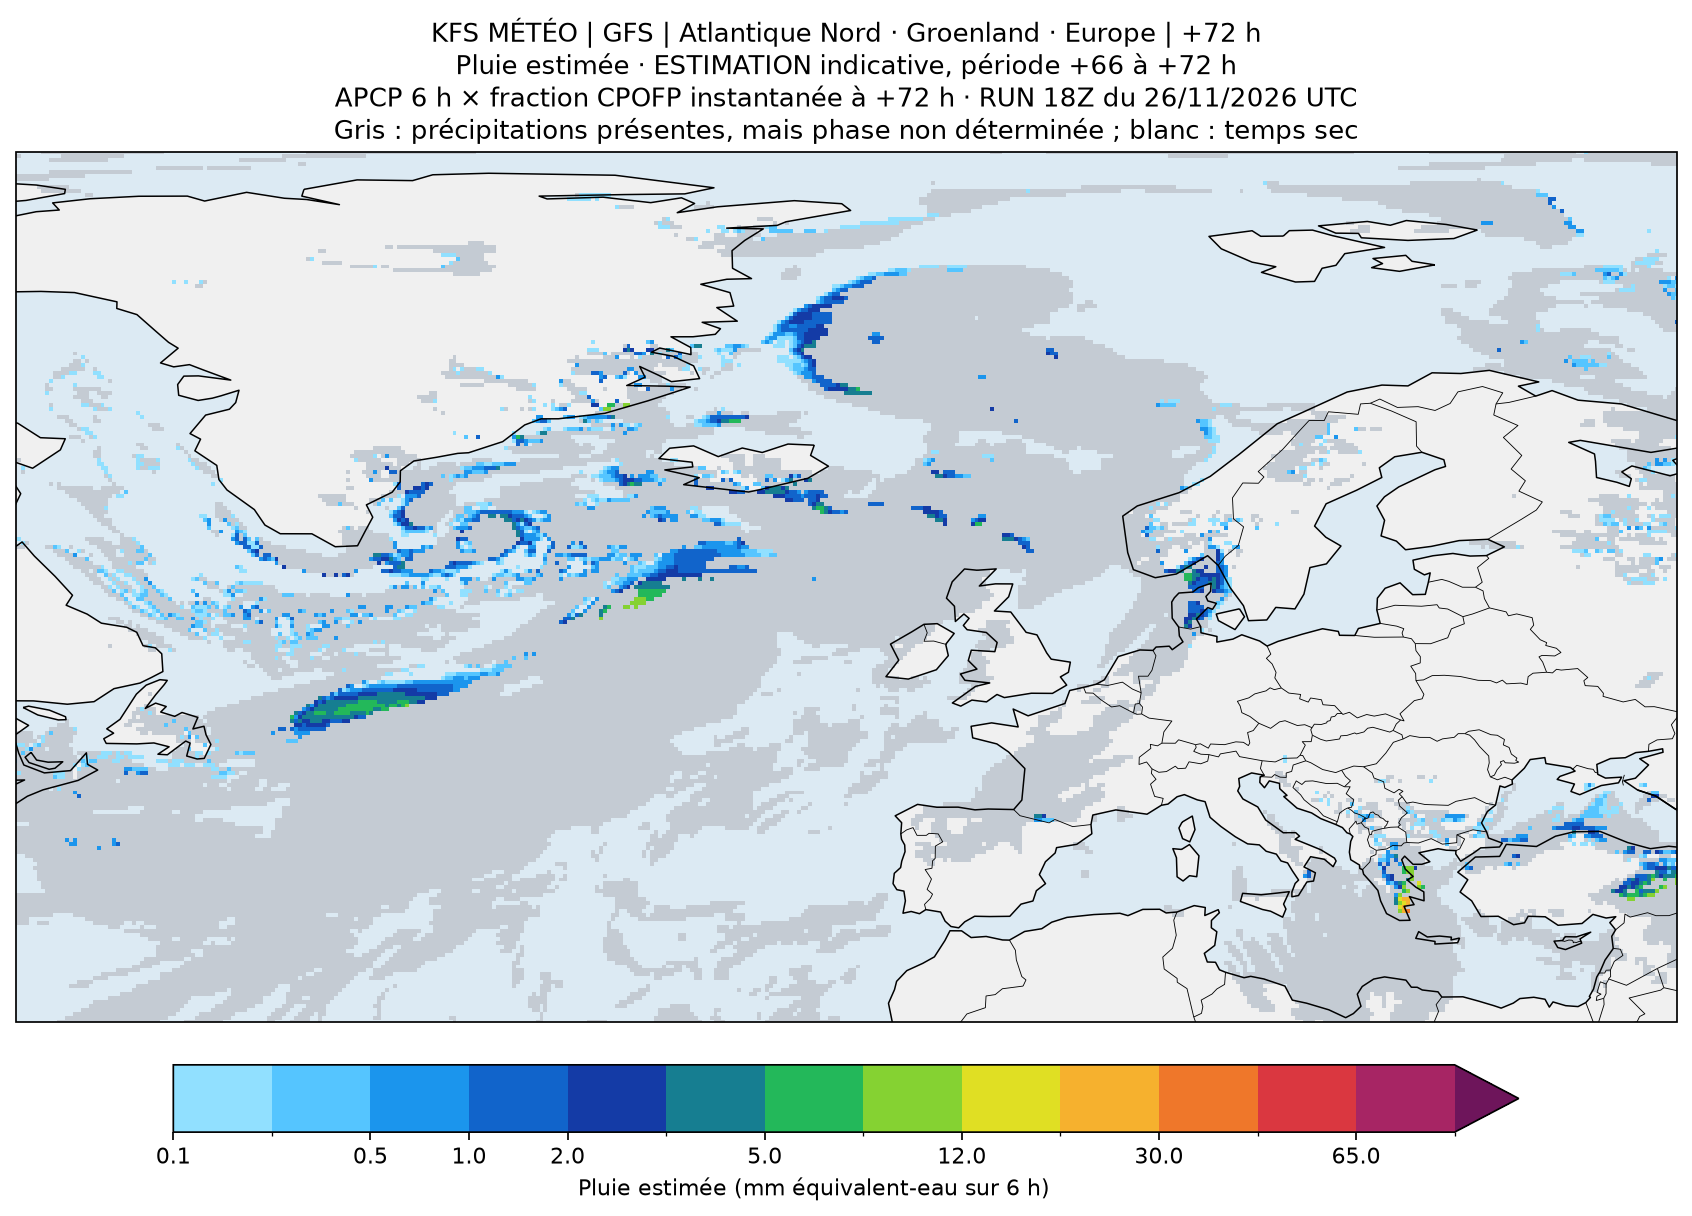 KFS MÉTÉO | GFS | Atlantique Nord · Groenland · Europe | +72 h
Pluie estimée · ESTIMATION indicative, période +66 à +72 h
APCP 6 h × fraction CPOFP instantanée à +72 h · RUN 18Z du 26/11/2026 UTC
Gris : précipitations présentes, mais phase non déterminée ; blanc : temps sec
0.1 0.5 1.0 2.0 5.0 12.0 30.0 65.0
Pluie estimée (mm équivalent-eau sur 6 h)